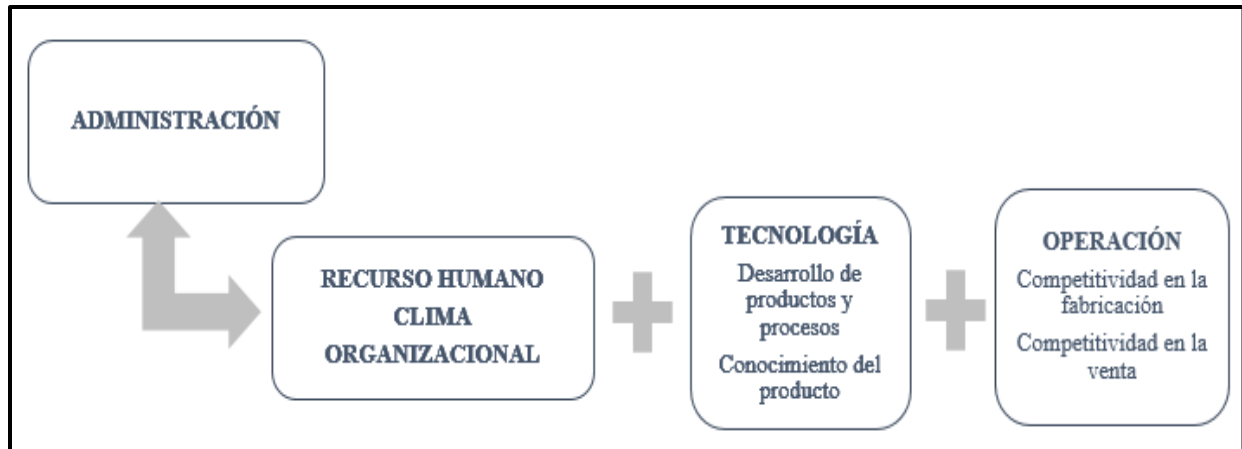 ADMINISTRACIÓN
RECURSO HUMANO
CLIMA
ORGANIZACIONAL
TECNOLOGÍA
Desarrollo de
productos y
procesos
Conocimiento del
producto
OPERACIÓN
Competitividad en la
fabricación
Competitividad en la
venta